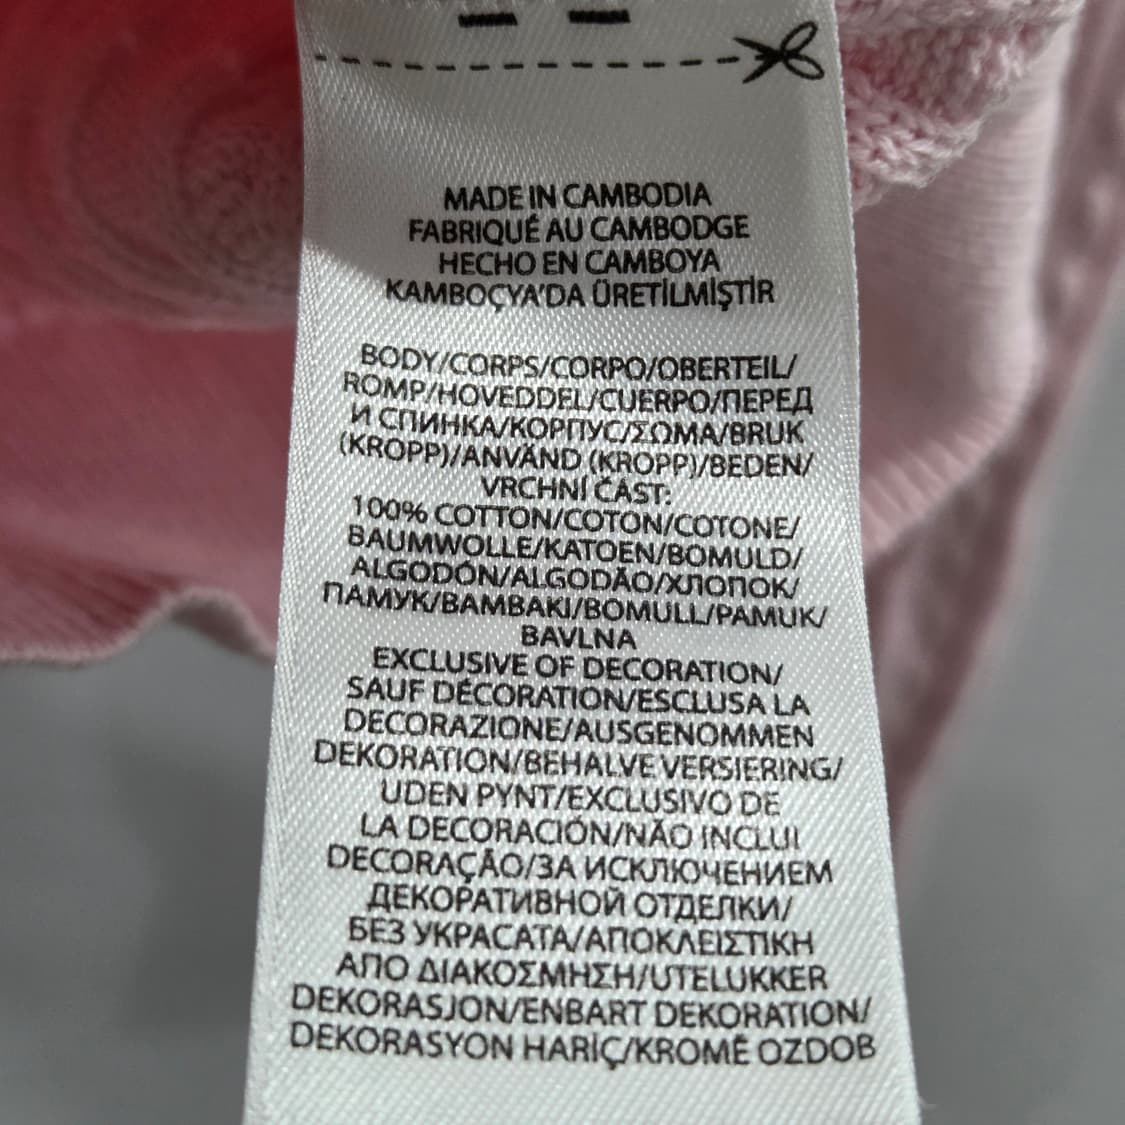 MADE IN CAMBODIA
FABRIQUÉ AU CAMBODGE
HECHO EN CAMBOYA
KAMBOÇYA'DA ÜRETİLMİŞTİR
BODY/CORPS/CORPO/OBERTEIL/
ROMP/HOVEDDEL/CUERPO/ПЕРЕД
И СПИНКА/КОРПУС/ΣΩΜΑ/BRUK
(KROPP)/ANVÄND (KROPP)/BEDEN/
VRCHNÍ ČÁST:
100% COTTON/COTON/COTONE/
BAUMWOLLE/KATOEN/BOMULD/
ALGODÓN/ALGODÃO/ХЛОПОК/
ПАМУК/BAMBAKI/BOMULL/PAMUK/
BAVLNA
EXCLUSIVE OF DECORATION/
SAUF DÉCORATION/ESCLUSA LA
DECORAZIONE/AUSGENOMMEN
DEKORATION/BEHALVE VERSIERING/
UDEN PYNT/EXCLUSIVO DE
LA DECORACIÓN/NÃO INCLUI
DECORAÇÃO/ЗА ИСКЛЮЧЕНИЕМ
ДЕКОРАТИВНОЙ ОТДЕЛКИ/
БЕЗ УКРАСАТА/ΑΠΟΚΛΕΙΣΤΙΚΗ
ΑΠΟ ΔΙΑΚΟΣΜΗΣΗ/UTELUKKER
DEKORASJON/ENBART DEKORATION/
DEKORASYON HARİÇ/KROMĚ OZDOB